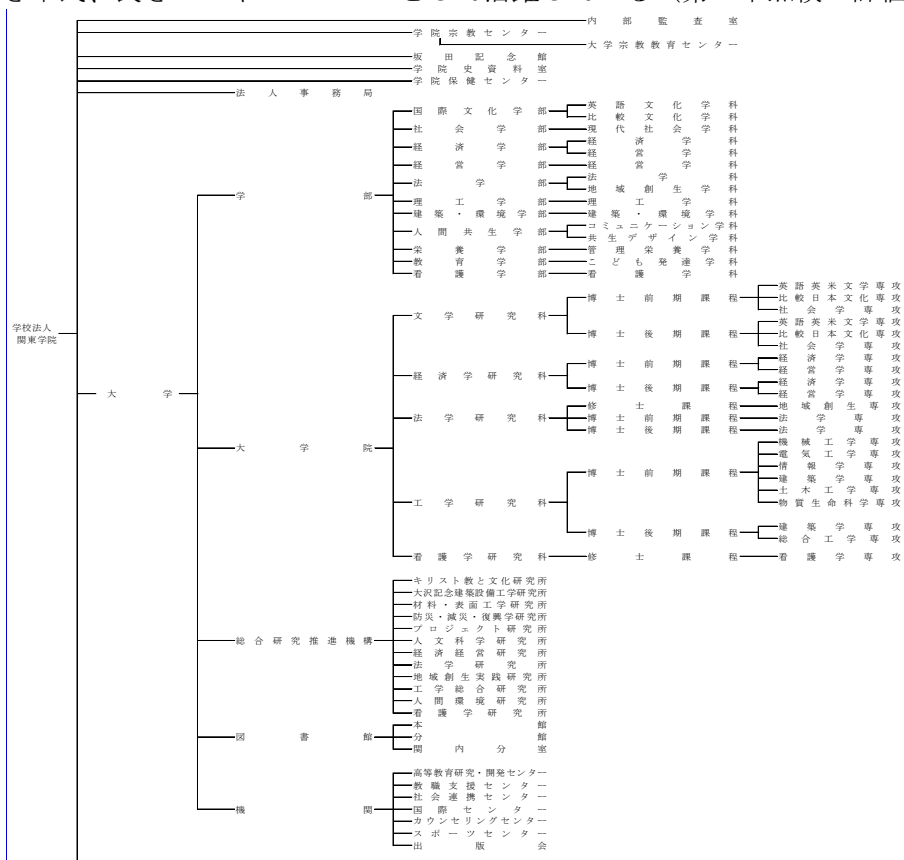 内部監査室
学院宗教センター
大学宗教教育センター
坂田記念館
学院史資料室
学院保健センター
法人事務局
国際文化学部
英語文化学科
比較文化学科
社会学部
現代社会学科
経済学部
経済学科
経営学科
経営学部
経営学科
法学部
法学科
地域創生学科
学部
理工学部
理工学科
建築・環境学部
建築・環境学科
人間共生学部
コミュニケーション学科
共生デザイン学科
栄養学部
管理栄養学科
教育学部
こども発達学科
看護学部
看護学科
学校法人
関東学院
大学
大学院
文学研究科
博士前期課程
英語英米文学専攻
比較日本文化専攻
社会学専攻
博士後期課程
英語英米文学専攻
比較日本文化専攻
社会学専攻
経済学研究科
博士前期課程
経済学専攻
経営学専攻
博士後期課程
経済学専攻
経営学専攻
法学研究科
修士課程
地域創生専攻
博士前期課程
法学専攻
博士後期課程
法学専攻
工学研究科
博士前期課程
機械工学専攻
電気工学専攻
情報学専攻
建築学専攻
土木工学専攻
物質生命科学専攻
博士後期課程
建築学専攻
総合工学専攻
看護学研究科
修士課程
看護学専攻
総合研究推進機構
キリスト教と文化研究所
大沢記念建築設備工学研究所
材料・表面工学研究所
防災・減災・復興学研究所
プロジェクト研究所
人文科学研究所
経済経営研究所
法学研究所
地域創生実践研究所
工学総合研究所
人間環境研究所
看護学研究所
図書館
本館
分館
関内分室
機関
高等教育研究・開発センター
教職支援センター
社会連携センター
国際センター
カウンセリングセンター
スポーツセンター
出版会